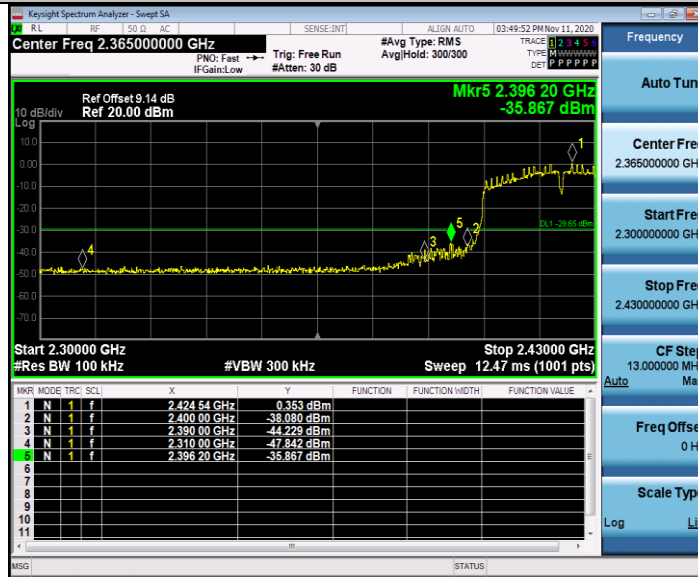 Keysight Spectrum Analyzer - Swept SA
RL RF 50 Ω AC SENSE:INT ALIGN AUTO 03:49:52 PM Nov 11, 2020
Center Freq 2.365000000 GHz
PNO: Fast
IFGain:Low
Trig: Free Run
#Atten: 30 dB
#Avg Type: RMS
Avg|Hold: 300/300
TRACE 1 2 3 4 5 6
TYPE M W W W W W
DET P P P P P P
Mkr5 2.396 20 GHz
-35.867 dBm
Ref Offset 9.14 dB
10 dB/div Ref 20.00 dBm
Log
10.0
0.00
-10.0
-20.0
-30.0
-40.0
-50.0
-60.0
-70.0
DL1 -29.65 dBm
1
2
3
4
5
Start 2.30000 GHz Stop 2.43000 GHz
#Res BW 100 kHz #VBW 300 kHz Sweep 12.47 ms (1001 pts)
MKR MODE TRC SCL X Y FUNCTION FUNCTION WIDTH FUNCTION VALUE
1 N 1 f 2.424 54 GHz 0.353 dBm
2 N 1 f 2.400 00 GHz -38.080 dBm
3 N 1 f 2.390 00 GHz -44.229 dBm
4 N 1 f 2.310 00 GHz -47.842 dBm
5 N 1 f 2.396 20 GHz -35.867 dBm
6
7
8
9
10
11
MSG STATUS
Frequency
Auto Tun
Center Fre
2.365000000 GH
Start Fre
2.300000000 GH
Stop Fre
2.430000000 GH
CF Ste
13.000000 MH
Auto Ma
Freq Offse
0 H
Scale Typ
Log Li